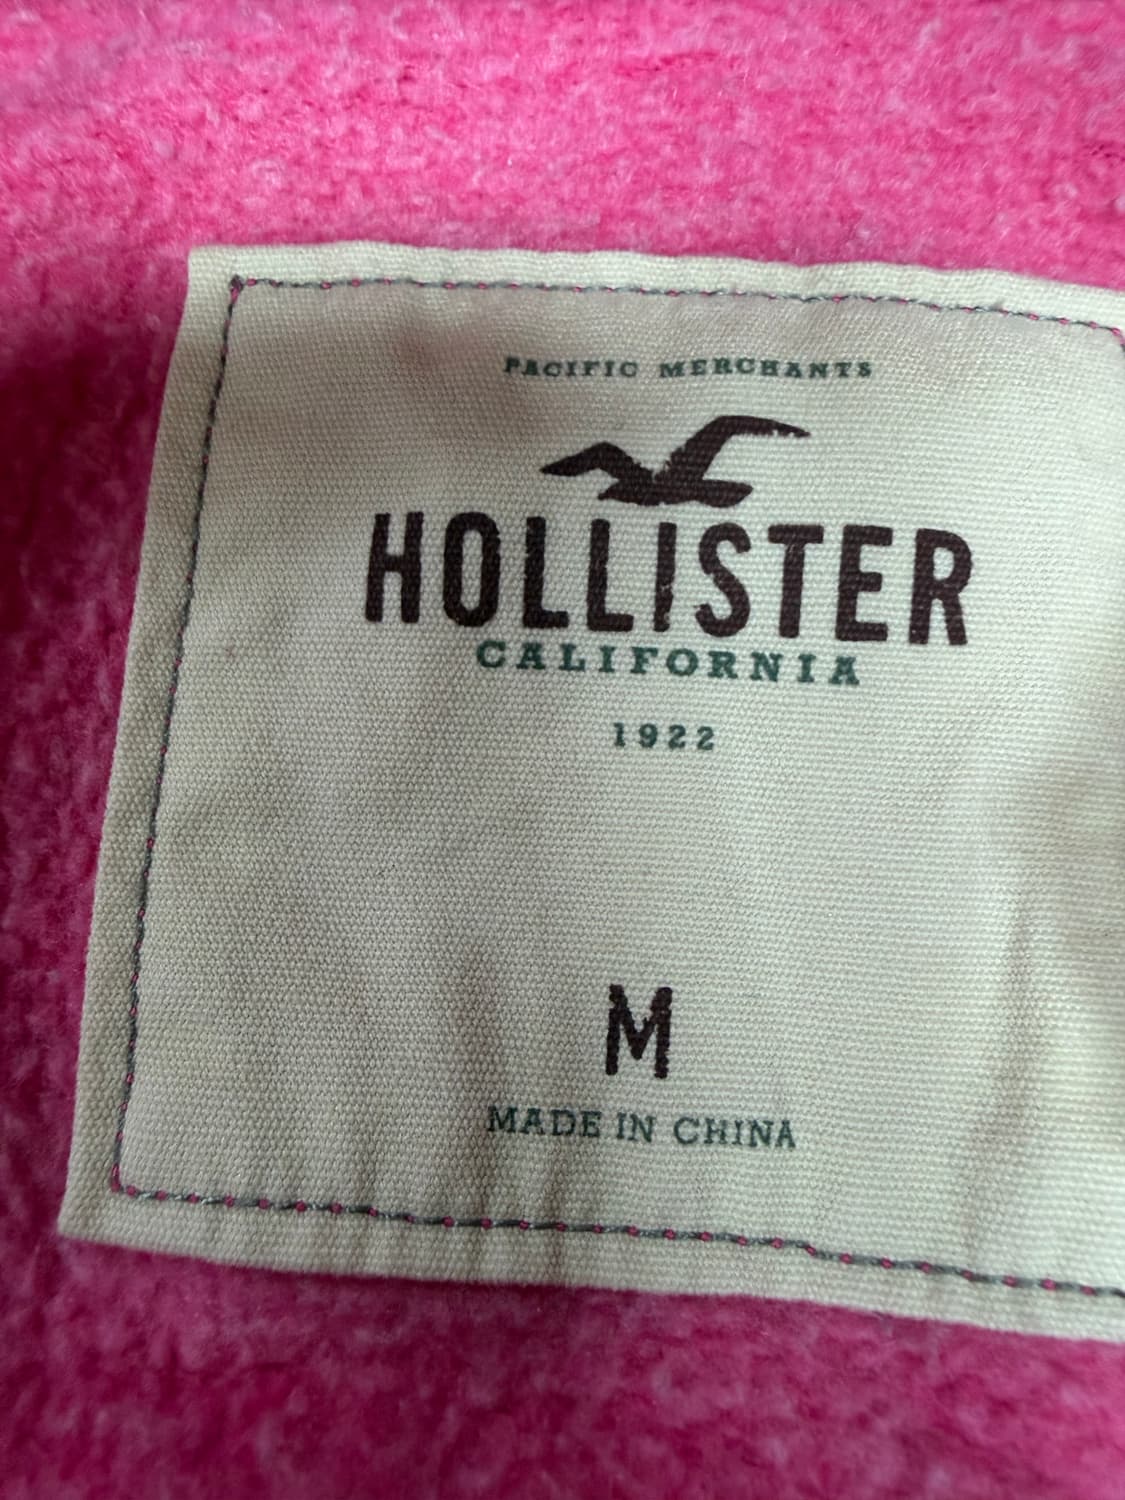 PACIFIC MERCHANTS
HOLLISTER
CALIFORNIA
1922
M
MADE IN CHINA